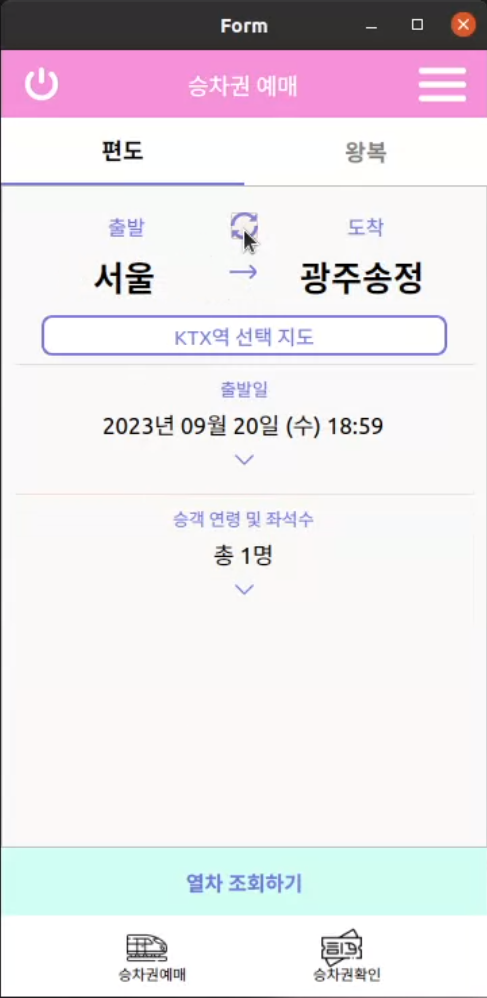 Form
승차권 예매
편도 왕복
출발 도착
서울 → 광주송정
KTX역 선택 지도
출발일
2023년 09월 20일 (수) 18:59
승객 연령 및 좌석수
총 1명
열차 조회하기
승차권예매 승차권확인